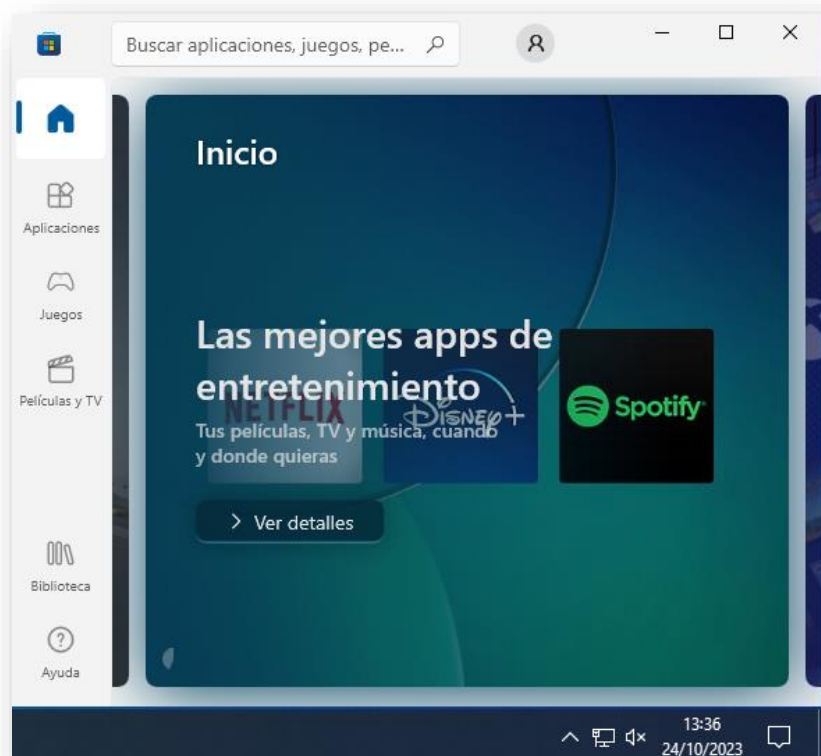 Buscar aplicaciones, juegos, pe...
Inicio
Aplicaciones
Juegos
Películas y TV
Las mejores apps de
entretenimiento
NETFLIX
Disney+
Spotify
Tus películas, TV y música, cuando
y donde quieras
Ver detalles
Biblioteca
Ayuda
13:36
24/10/2023